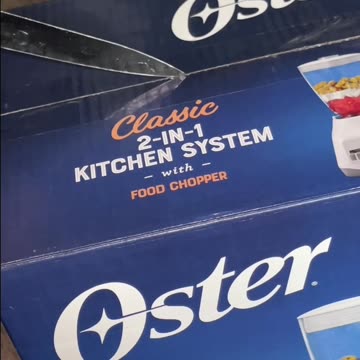 Oster
Classic
2-IN-1
KITCHEN SYSTEM
- with -
FOOD CHOPPER
Oster.